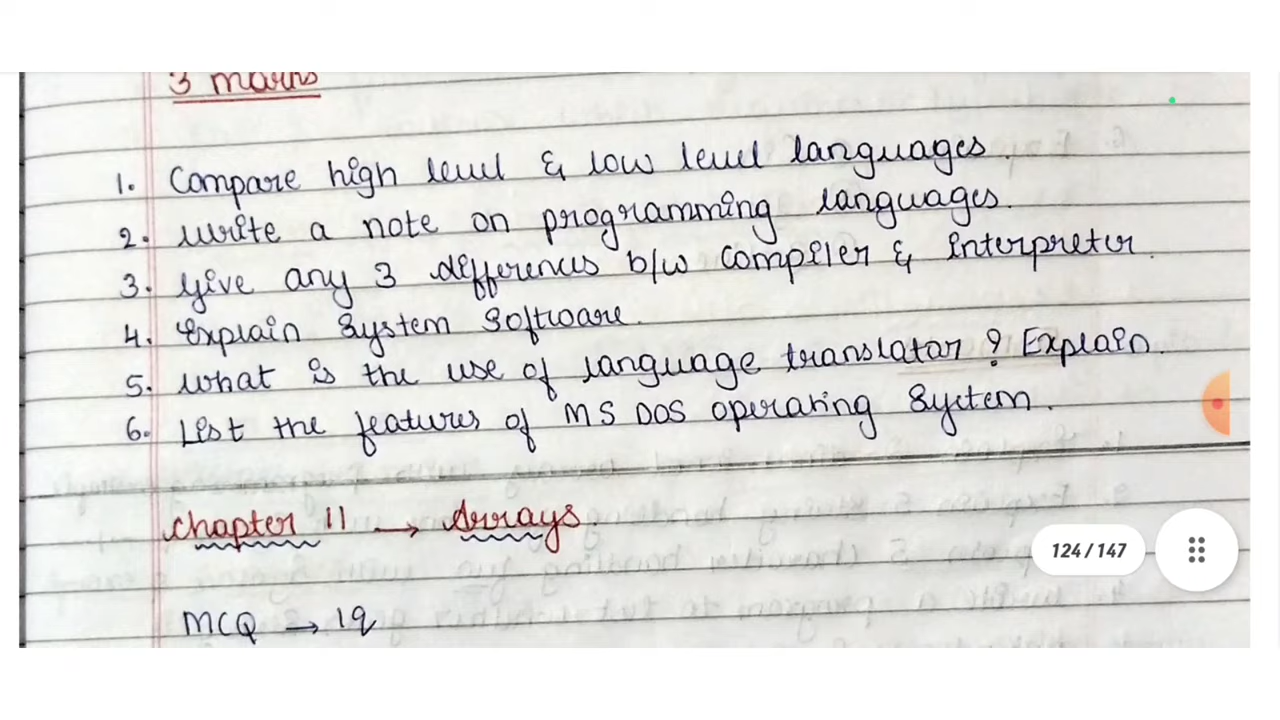 3 marks
1. Compare high level & low level languages.
2. Write a note on programming languages.
3. Give any 3 differences b/w compiler & interpreter.
4. Explain System Software.
5. What is the use of language translator? Explain.
6. List the features of MS DOS operating System.
Chapter 11 → Arrays
124/147
MCQ → 1q